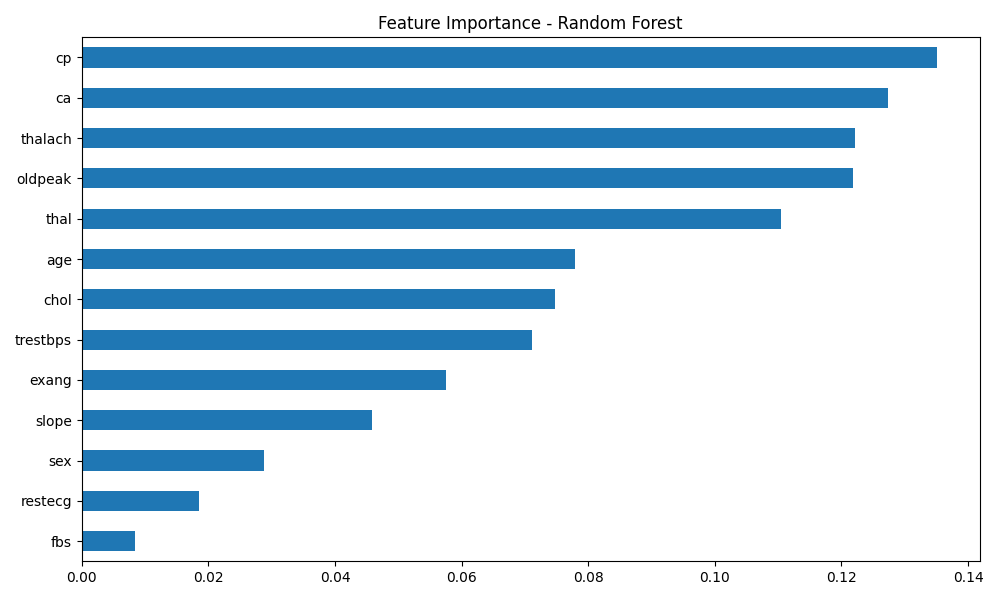 Feature Importance - Random Forest
cp
ca
thalach
oldpeak
thal
age
chol
trestbps
exang
slope
sex
restecg
fbs
0.00 0.02 0.04 0.06 0.08 0.10 0.12 0.14